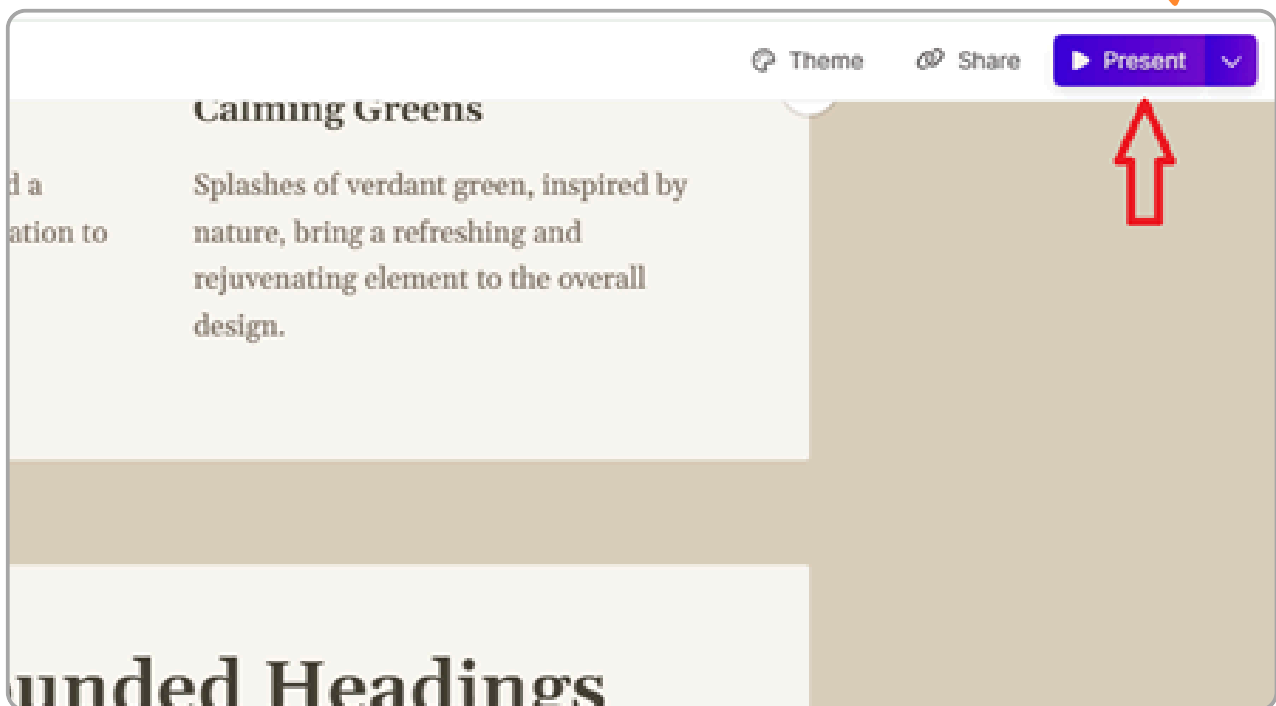 Theme Share Present
Calming Greens
d a
ation to
Splashes of verdant green, inspired by
nature, bring a refreshing and
rejuvenating element to the overall
design.
unded Headings